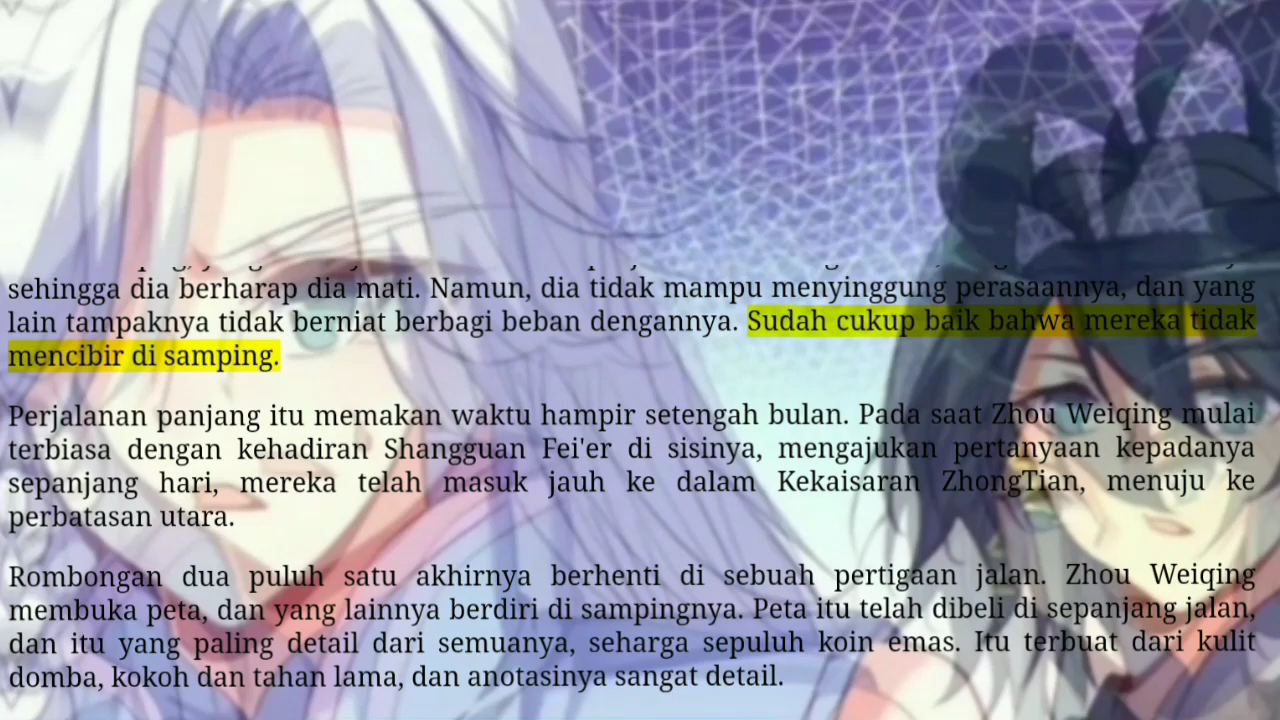 sehingga dia berharap dia mati. Namun, dia tidak mampu menyinggung perasaannya, dan yang
lain tampaknya tidak berniat berbagi beban dengannya. Sudah cukup baik bahwa mereka tidak
mencibir di samping.
Perjalanan panjang itu memakan waktu hampir setengah bulan. Pada saat Zhou Weiqing mulai
terbiasa dengan kehadiran Shangguan Fei'er di sisinya, mengajukan pertanyaan kepadanya
sepanjang hari, mereka telah masuk jauh ke dalam Kekaisaran ZhongTian, menuju ke
perbatasan utara.
Rombongan dua puluh satu akhirnya berhenti di sebuah pertigaan jalan. Zhou Weiqing
membuka peta, dan yang lainnya berdiri di sampingnya. Peta itu telah dibeli di sepanjang jalan,
dan itu yang paling detail dari semuanya, seharga sepuluh koin emas. Itu terbuat dari kulit
domba, kokoh dan tahan lama, dan anotasinya sangat detail.